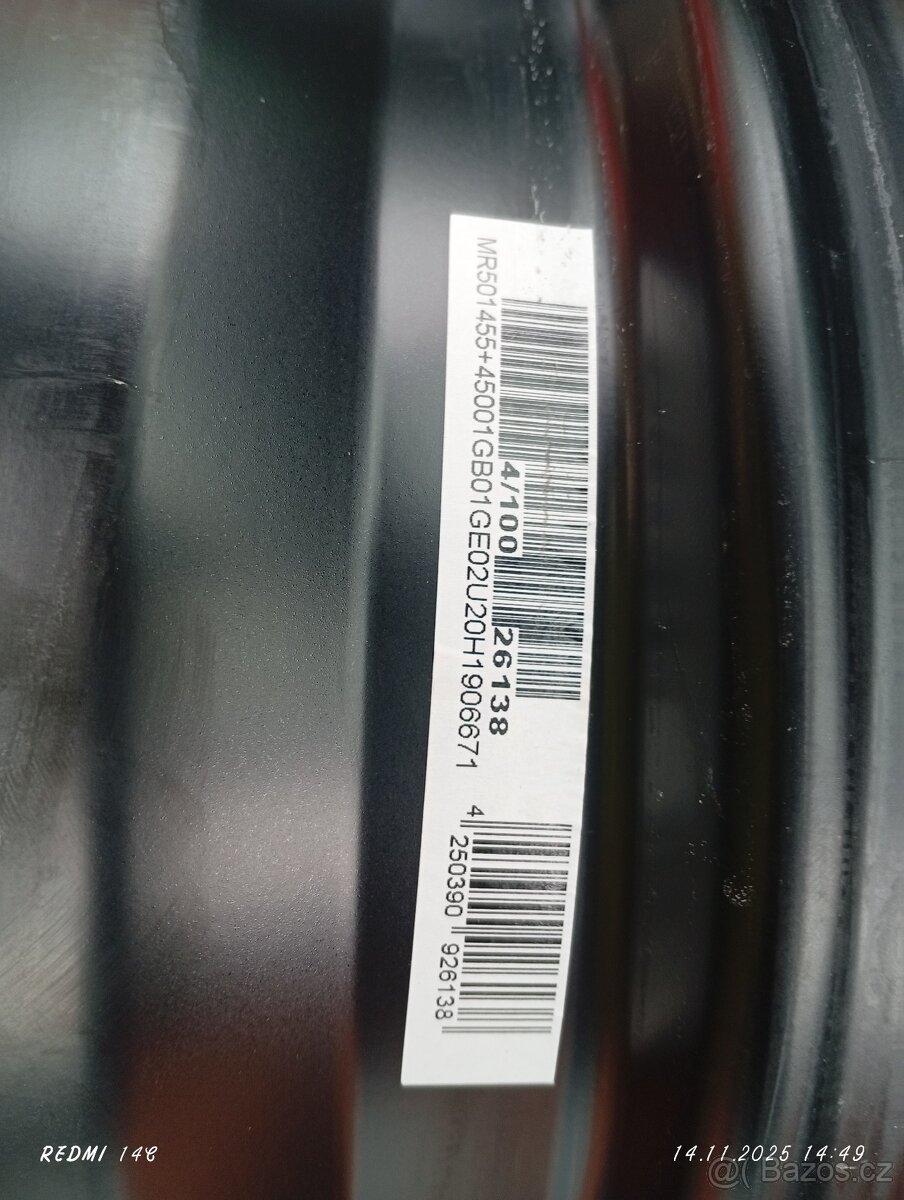 MR501455+45001GB01GE02U20H1906671
4/100 26138
4 250390 926138
REDMI 14C
14.11.2025 14:49
Bazos.cz